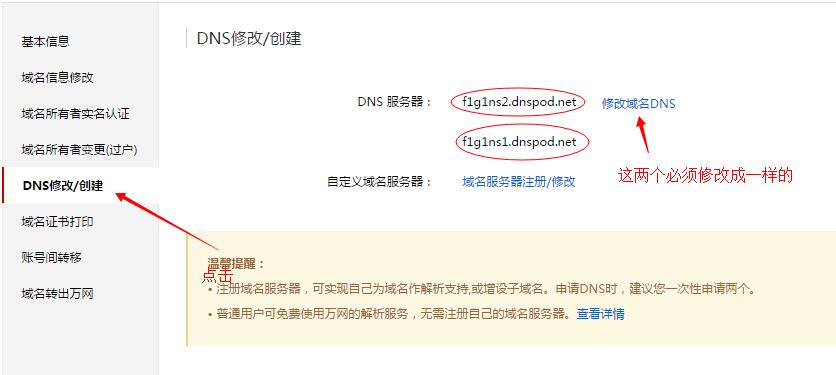 基本信息
域名信息修改
域名所有者实名认证
域名所有者变更(过户)
DNS修改/创建
域名证书打印
账号间转移
域名转出万网
DNS修改/创建
DNS 服务器： f1g1ns2.dnspod.net 修改域名DNS
f1g1ns1.dnspod.net
这两个必须修改成一样的
自定义域名服务器： 域名服务器注册/修改
点击
温馨提醒：
• 注册域名服务器，可实现自己为域名作解析支持,或增设子域名。申请DNS时，建议您一次性申请两个。
• 普通用户可免费使用万网的解析服务，无需注册自己的域名服务器。查看详情